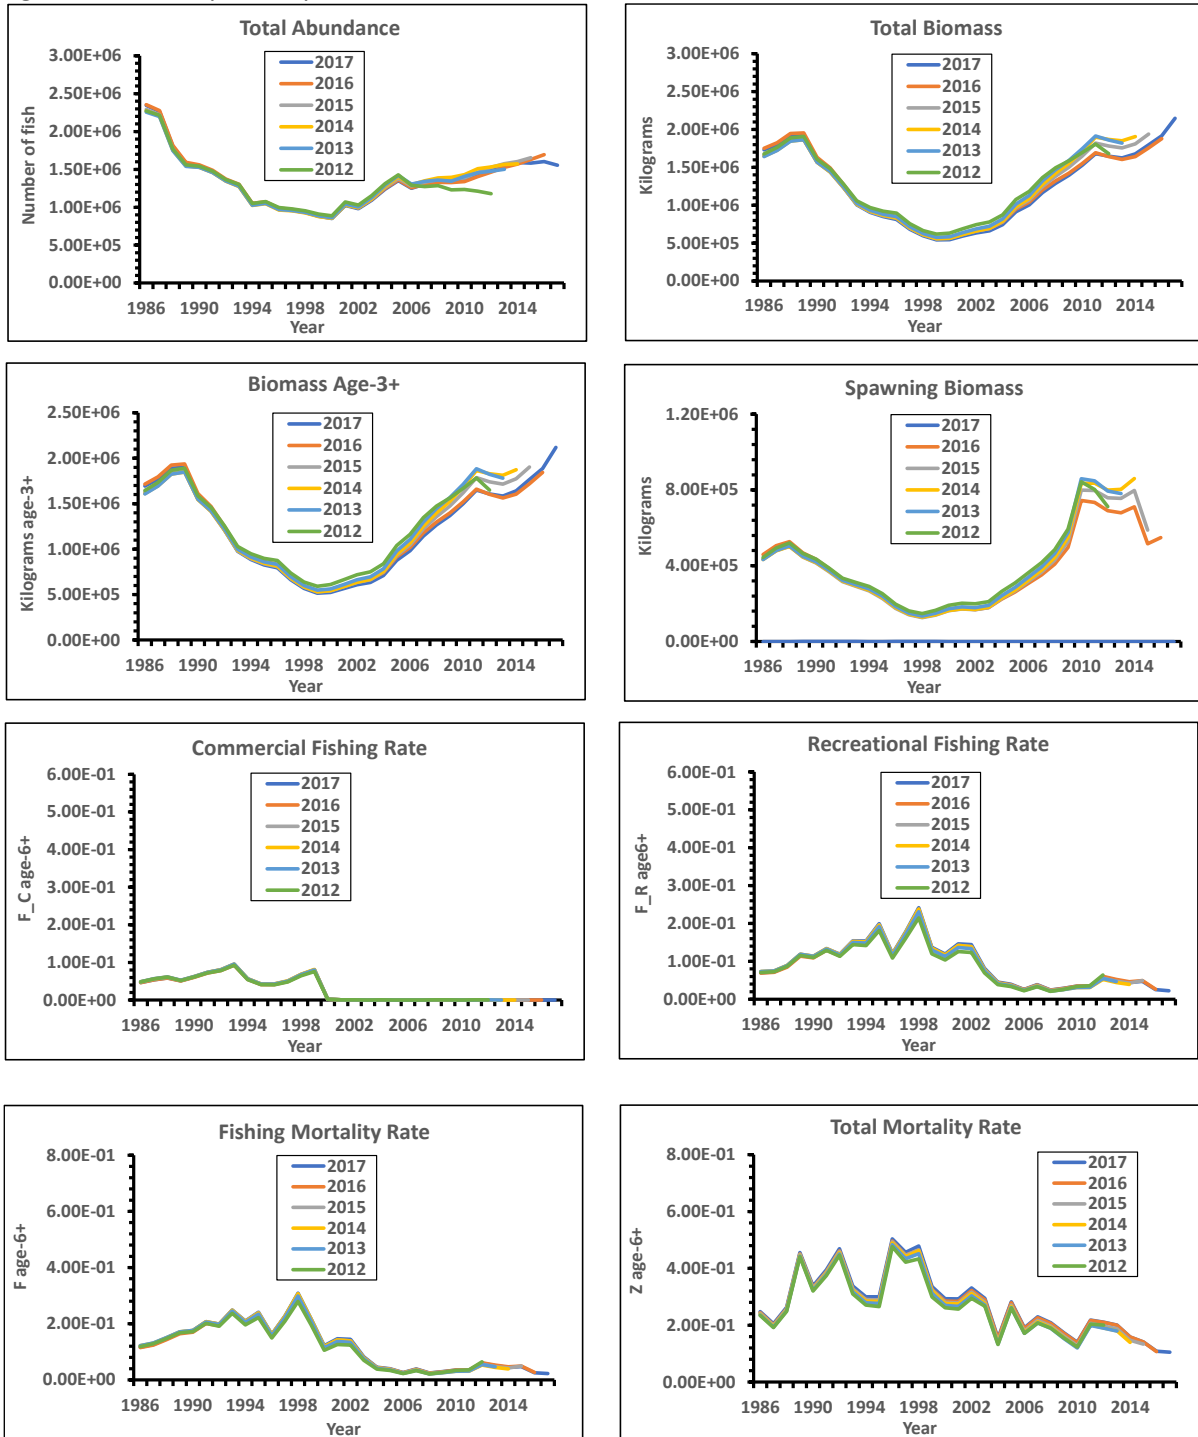 Total Abundance
3.00E+06
2.50E+06
2.00E+06
1.50E+06
1.00E+06
5.00E+05
0.00E+00
Number of fish
2017
2016
2015
2014
2013
2012
1986 1990 1994 1998 2002 2006 2010 2014
Year
Total Biomass
3.00E+06
2.50E+06
2.00E+06
1.50E+06
1.00E+06
5.00E+05
0.00E+00
Kilograms
2017
2016
2015
2014
2013
2012
1986 1990 1994 1998 2002 2006 2010 2014
Year
Biomass Age-3+
2.50E+06
2.00E+06
1.50E+06
1.00E+06
5.00E+05
0.00E+00
Kilograms age-3+
2017
2016
2015
2014
2013
2012
1986 1990 1994 1998 2002 2006 2010 2014
Year
Spawning Biomass
1.20E+06
8.00E+05
4.00E+05
0.00E+00
Kilograms
2017
2016
2015
2014
2013
2012
1986 1990 1994 1998 2002 2006 2010 2014
Year
Commercial Fishing Rate
6.00E-01
5.00E-01
4.00E-01
3.00E-01
2.00E-01
1.00E-01
0.00E+00
F_C age-6+
2017
2016
2015
2014
2013
2012
1986 1990 1994 1998 2002 2006 2010 2014
Year
Recreational Fishing Rate
6.00E-01
5.00E-01
4.00E-01
3.00E-01
2.00E-01
1.00E-01
0.00E+00
F_R age6+
2017
2016
2015
2014
2013
2012
1986 1990 1994 1998 2002 2006 2010 2014
Year
Fishing Mortality Rate
8.00E-01
6.00E-01
4.00E-01
2.00E-01
0.00E+00
F age-6+
2017
2016
2015
2014
2013
2012
1986 1990 1994 1998 2002 2006 2010 2014
Year
Total Mortality Rate
8.00E-01
6.00E-01
4.00E-01
2.00E-01
0.00E+00
Z age-6+
2017
2016
2015
2014
2013
2012
1986 1990 1994 1998 2002 2006 2010 2014
Year